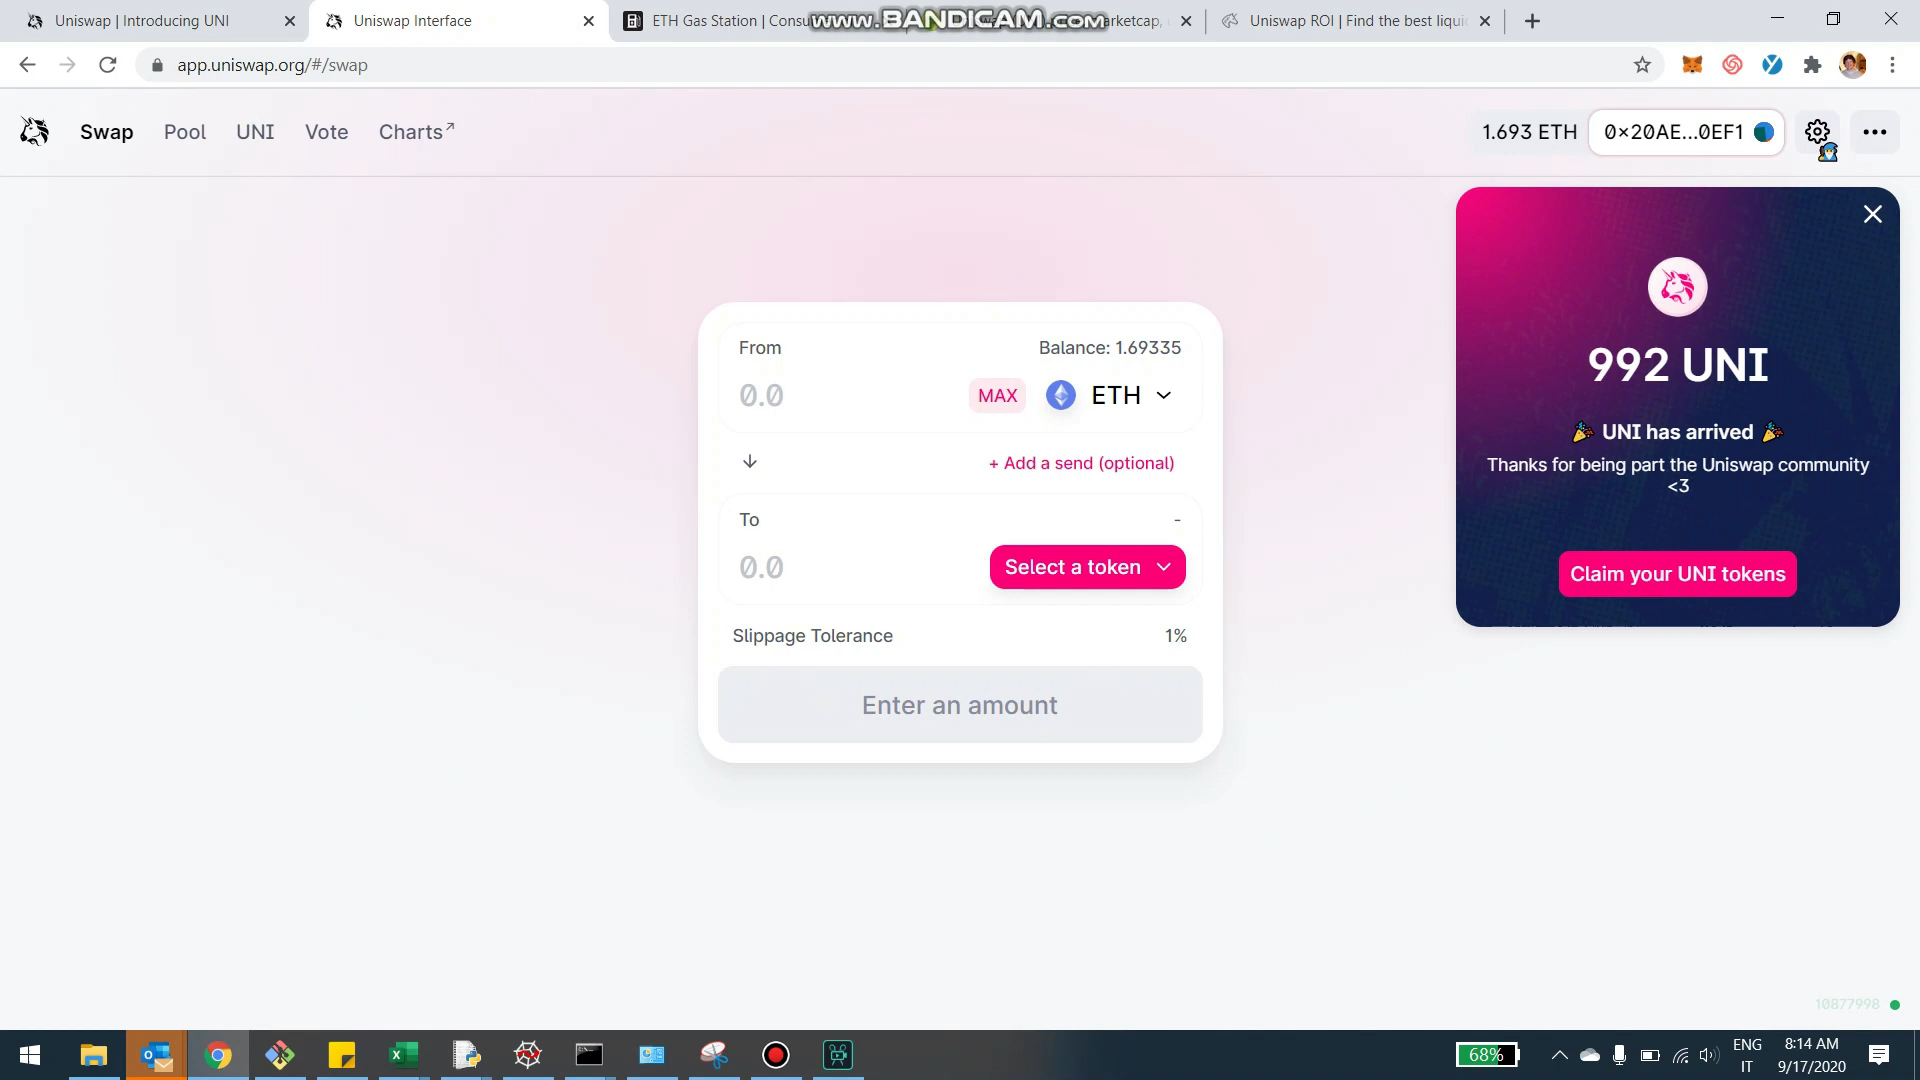 Uniswap | Introducing UNI
Uniswap Interface
ETH Gas Station | Consu
arketcap,
Uniswap ROI | Find the best liquid
www.BANDICAM.com
app.uniswap.org/#/swap
Swap
Pool
UNI
Vote
Charts↗
1.693 ETH
0×20AE...0EF1
From
Balance: 1.69335
0.0
MAX
ETH
+ Add a send (optional)
To
-
0.0
Select a token
Slippage Tolerance
1%
Enter an amount
992 UNI
🎉 UNI has arrived 🎉
Thanks for being part the Uniswap community
<3
Claim your UNI tokens
10877998
68%
ENG
IT
8:14 AM
9/17/2020